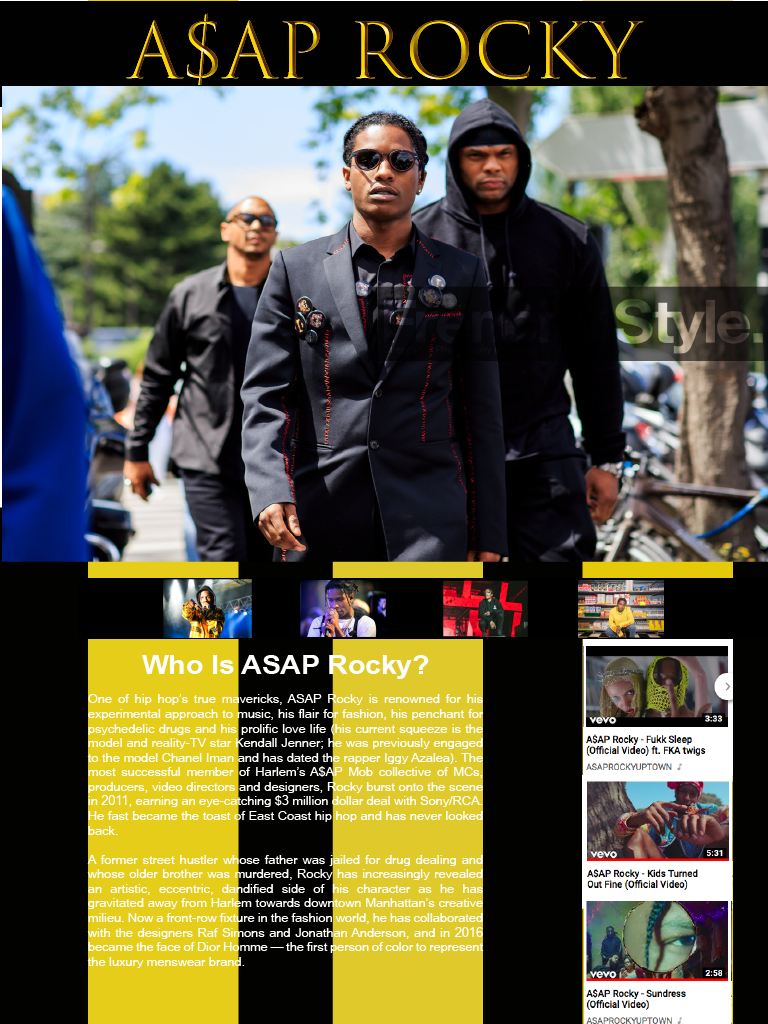 A$AP ROCKY
Style.
Who Is ASAP Rocky?
One of hip hop's true mavericks, ASAP Rocky is renowned for his
experimental approach to music, his flair for fashion, his penchant for
psychedelic drugs and his prolific love life (his current squeeze is the
model and reality-TV star Kendall Jenner; he was previously engaged
to the model Chanel Iman and has dated the rapper Iggy Azalea). The
most successful member of Harlem's A$AP Mob collective of MCs,
producers, video directors and designers, Rocky burst onto the scene
in 2011, earning an eye-catching $3 million dollar deal with Sony/RCA.
He fast became the toast of East Coast hip hop and has never looked
back.
A former street hustler whose father was jailed for drug dealing and
whose older brother was murdered, Rocky has increasingly revealed
an artistic, eccentric, dandified side of his character as he has
gravitated away from Harlem towards downtown Manhattan's creative
milieu. Now a front-row fixture in the fashion world, he has collaborated
with the designers Raf Simons and Jonathan Anderson, and in 2016
became the face of Dior Homme — the first person of color to represent
the luxury menswear brand.
vevo 3:33
A$AP Rocky - Fukk Sleep
(Official Video) ft. FKA twigs
ASAPROCKYUPTOWN
vevo 5:31
A$AP Rocky - Kids Turned
Out Fine (Official Video)
vevo 2:58
A$AP Rocky - Sundress
(Official Video)
ASAPROCKYUPTOWN